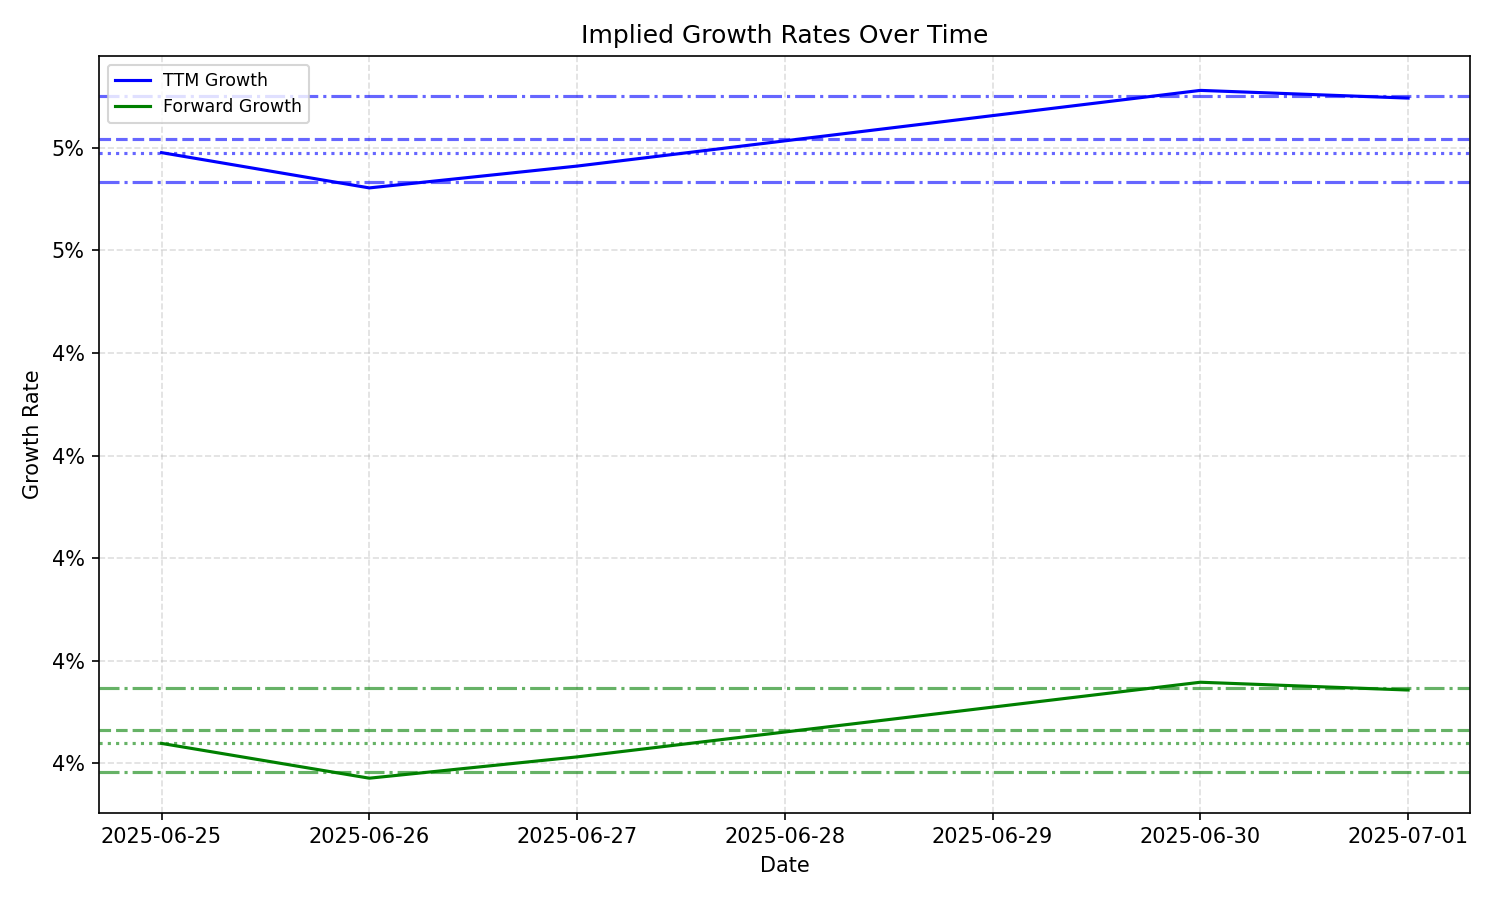 Implied Growth Rates Over Time
TTM Growth
Forward Growth
5%
5%
4%
4%
4%
4%
4%
Growth Rate
2025-06-25
2025-06-26
2025-06-27
2025-06-28
2025-06-29
2025-06-30
2025-07-01
Date